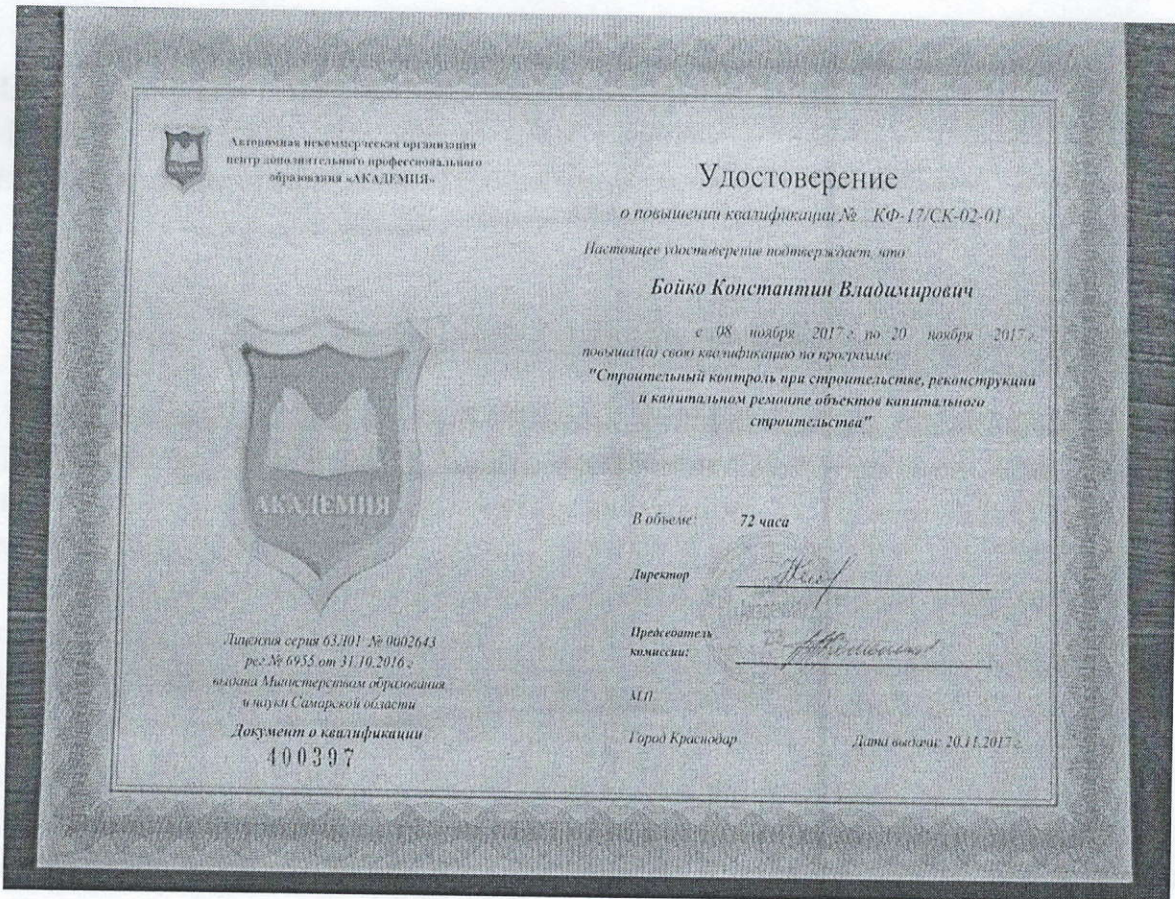 Автономная некоммерческая организация
центр дополнительного профессионального
образования «АКАДЕМИЯ»
АКАДЕМИЯ
Лицензия серия 63Л01 № 0002643
рег № 6955 от 31.10.2016 г
выдана Министерством образования
и науки Самарской области
Документ о квалификации
400397
Удостоверение
о повышении квалификации № КФ-17/СК-02-01
Настоящее удостоверение подтверждает, что
Бойко Константин Владимирович
с 08 ноября 2017 г. по 20 ноября 2017 г.
повышал(а) свою квалификацию по программе
"Строительный контроль при строительстве, реконструкции
и капитальном ремонте объектов капитального
строительства"
В объеме: 72 часа
Директор
Председатель
комиссии:
М.П.
Город Краснодар Дата выдачи: 20.11.2017 г.